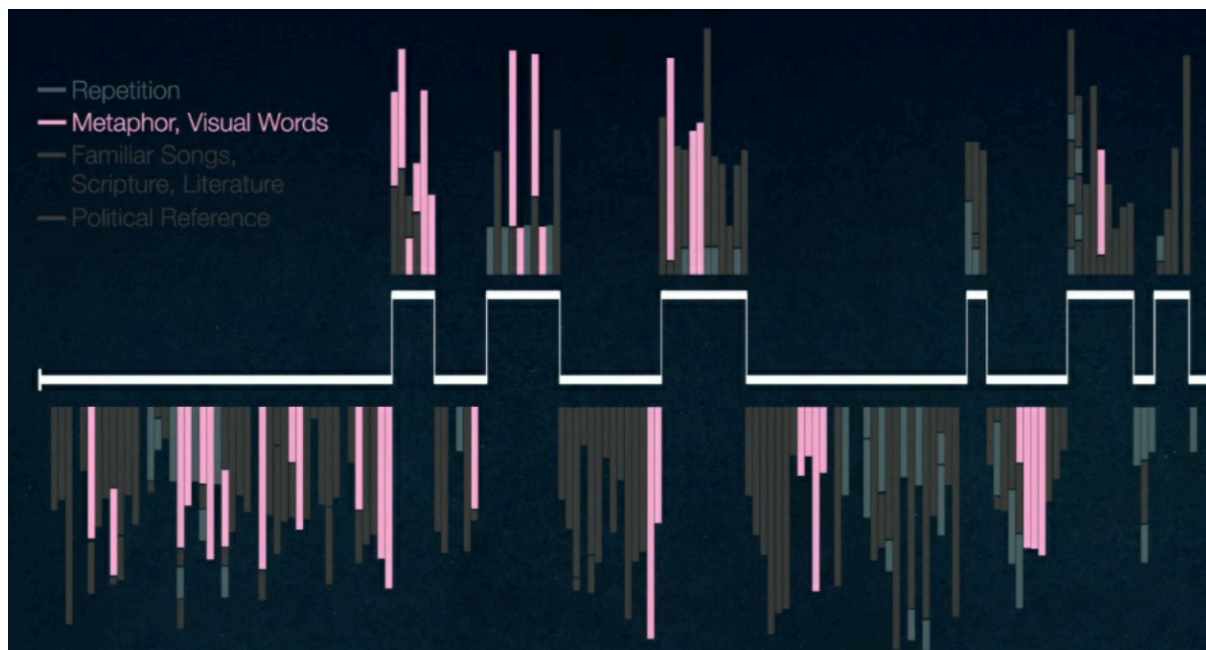 Repetition
Metaphor, Visual Words
Familiar Songs,
Scripture, Literature
Political Reference